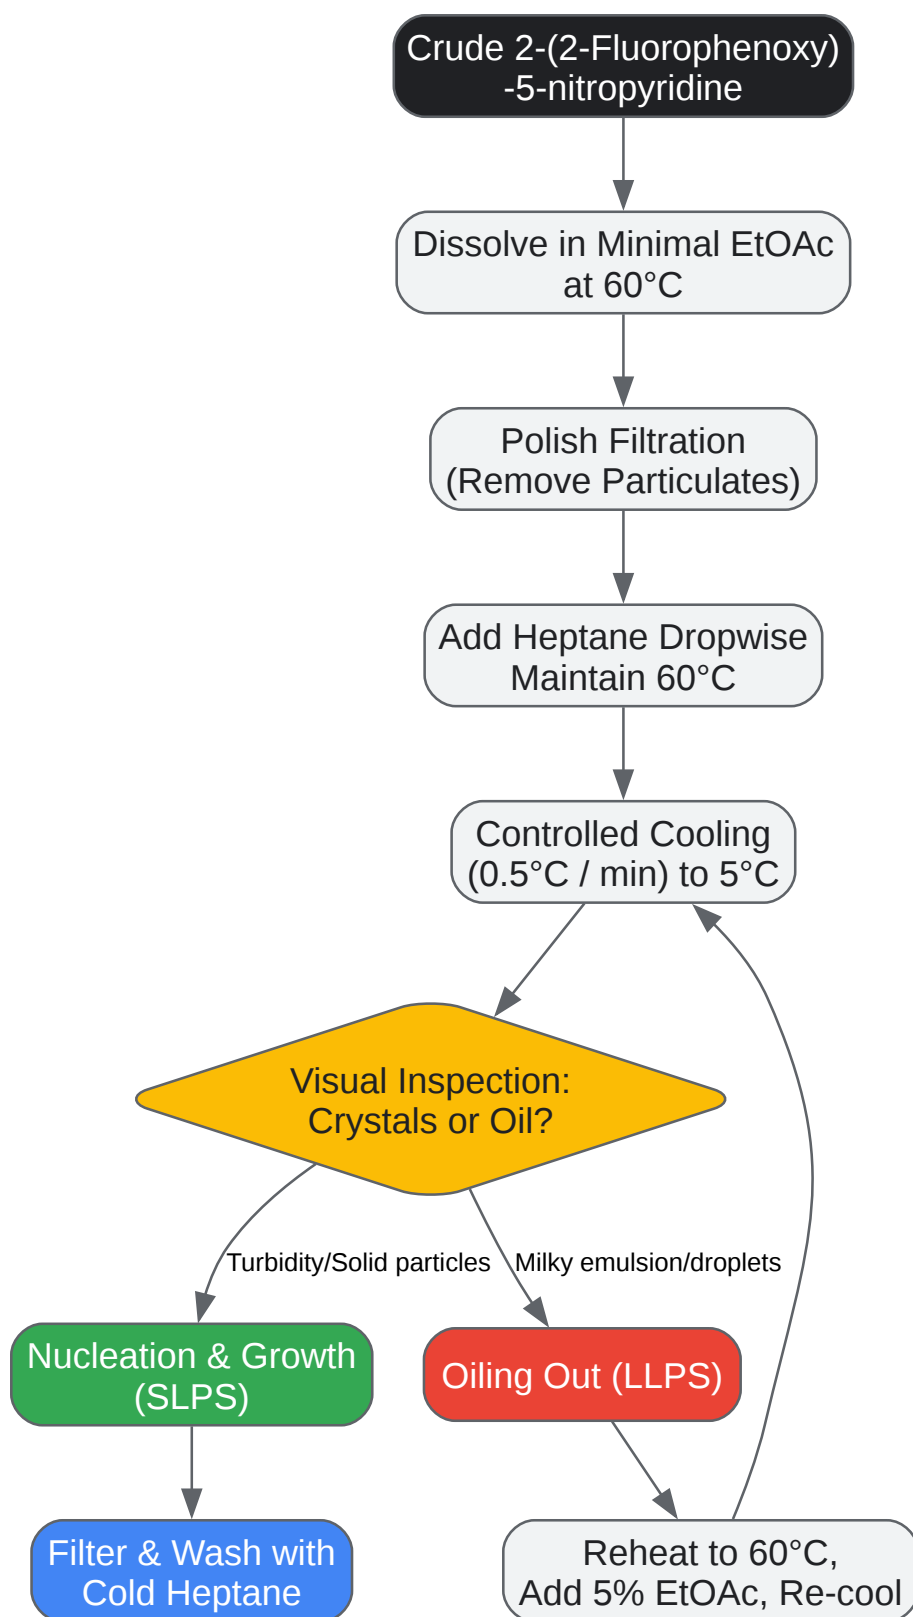 Crude 2-(2-Fluorophenoxy)
-5-nitropyridine
Dissolve in Minimal EtOAc
at 60°C
Polish Filtration
(Remove Particulates)
Add Heptane Dropwise
Maintain 60°C
Controlled Cooling
(0.5°C / min) to 5°C
Visual Inspection:
Crystals or Oil?
Turbidity/Solid particles
Milky emulsion/droplets
Nucleation & Growth
(SLPS)
Oiling Out (LLPS)
Filter & Wash with
Cold Heptane
Reheat to 60°C,
Add 5% EtOAc, Re-cool